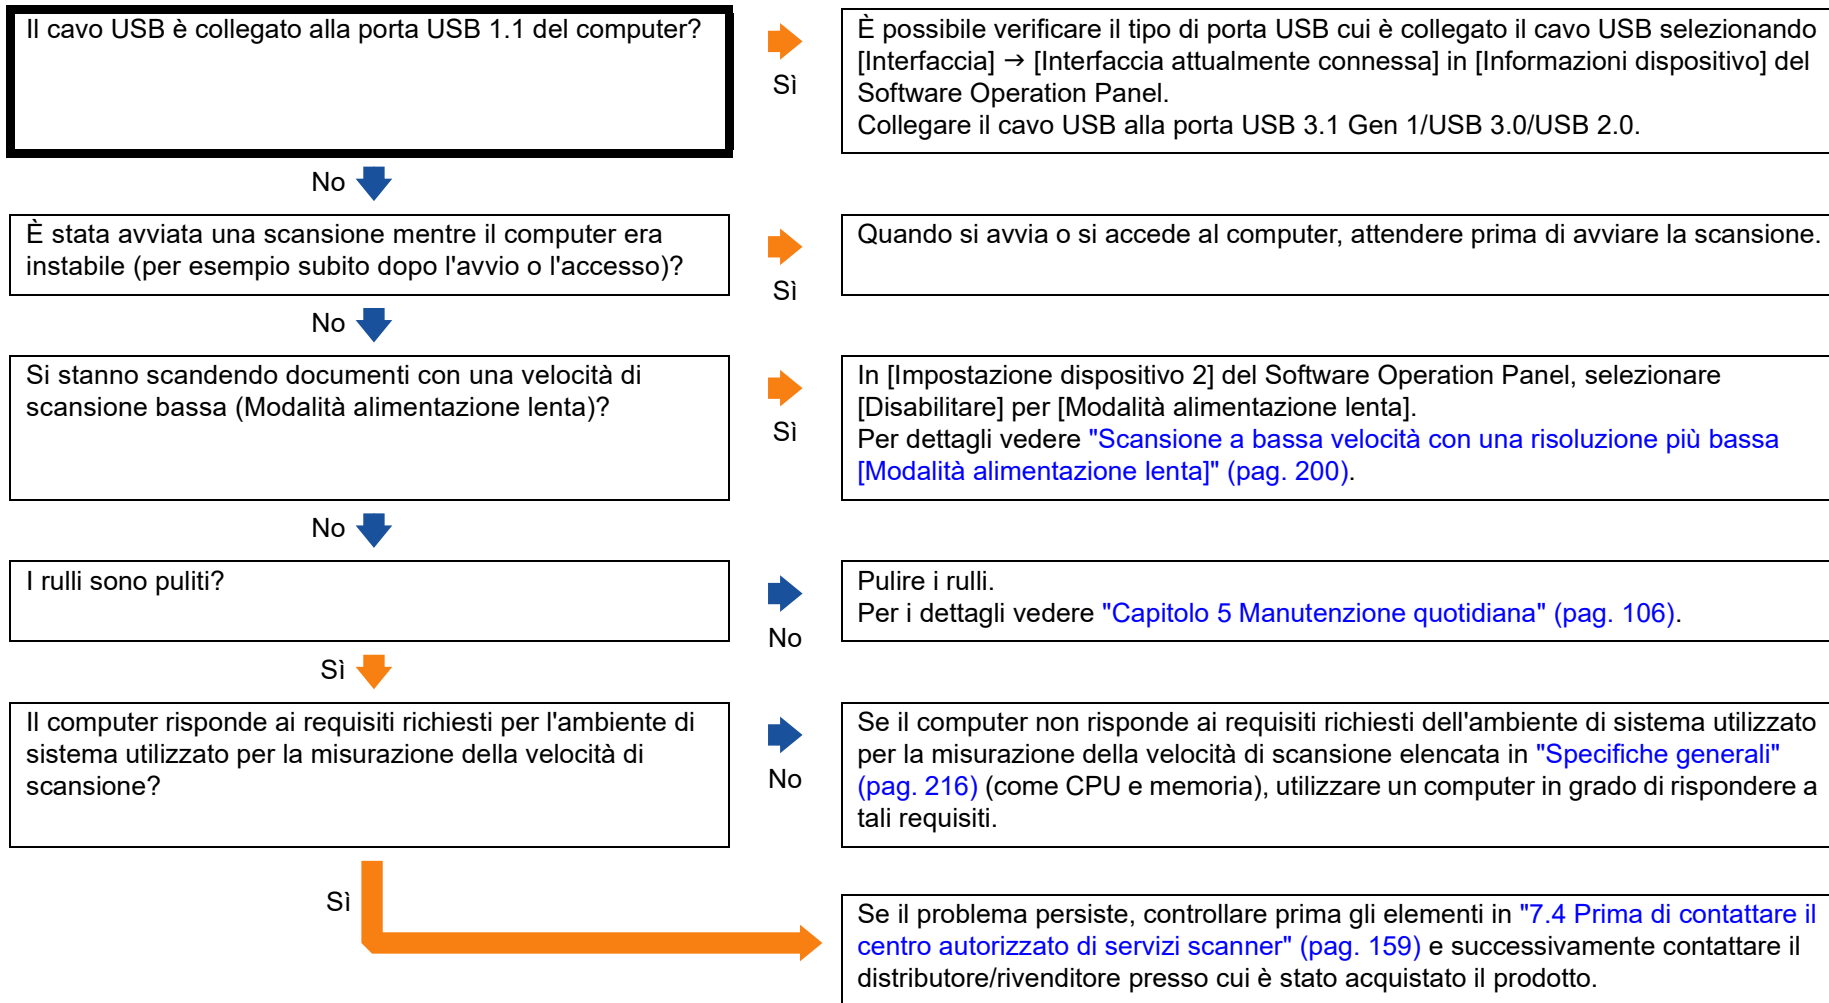 Il cavo USB è collegato alla porta USB 1.1 del computer?
Sì
È possibile verificare il tipo di porta USB cui è collegato il cavo USB selezionando
[Interfaccia] → [Interfaccia attualmente connessa] in [Informazioni dispositivo] del
Software Operation Panel.
Collegare il cavo USB alla porta USB 3.1 Gen 1/USB 3.0/USB 2.0.
No
È stata avviata una scansione mentre il computer era
instabile (per esempio subito dopo l'avvio o l'accesso)?
Sì
Quando si avvia o si accede al computer, attendere prima di avviare la scansione.
No
Si stanno scandendo documenti con una velocità di
scansione bassa (Modalità alimentazione lenta)?
Sì
In [Impostazione dispositivo 2] del Software Operation Panel, selezionare
[Disabilitare] per [Modalità alimentazione lenta].
Per dettagli vedere "Scansione a bassa velocità con una risoluzione più bassa
[Modalità alimentazione lenta]" (pag. 200).
No
I rulli sono puliti?
No
Pulire i rulli.
Per i dettagli vedere "Capitolo 5 Manutenzione quotidiana" (pag. 106).
Sì
Il computer risponde ai requisiti richiesti per l'ambiente di
sistema utilizzato per la misurazione della velocità di
scansione?
No
Se il computer non risponde ai requisiti richiesti dell'ambiente di sistema utilizzato
per la misurazione della velocità di scansione elencata in "Specifiche generali"
(pag. 216) (come CPU e memoria), utilizzare un computer in grado di rispondere a
tali requisiti.
Sì
Se il problema persiste, controllare prima gli elementi in "7.4 Prima di contattare il
centro autorizzato di servizi scanner" (pag. 159) e successivamente contattare il
distributore/rivenditore presso cui è stato acquistato il prodotto.